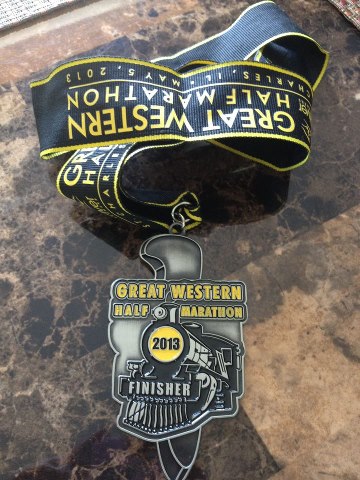 GREAT WESTERN
HALF MARATHON
CHARLES, IL
MAY 5, 2013
GREAT WESTERN
HALF MARATHON
2013
FINISHER